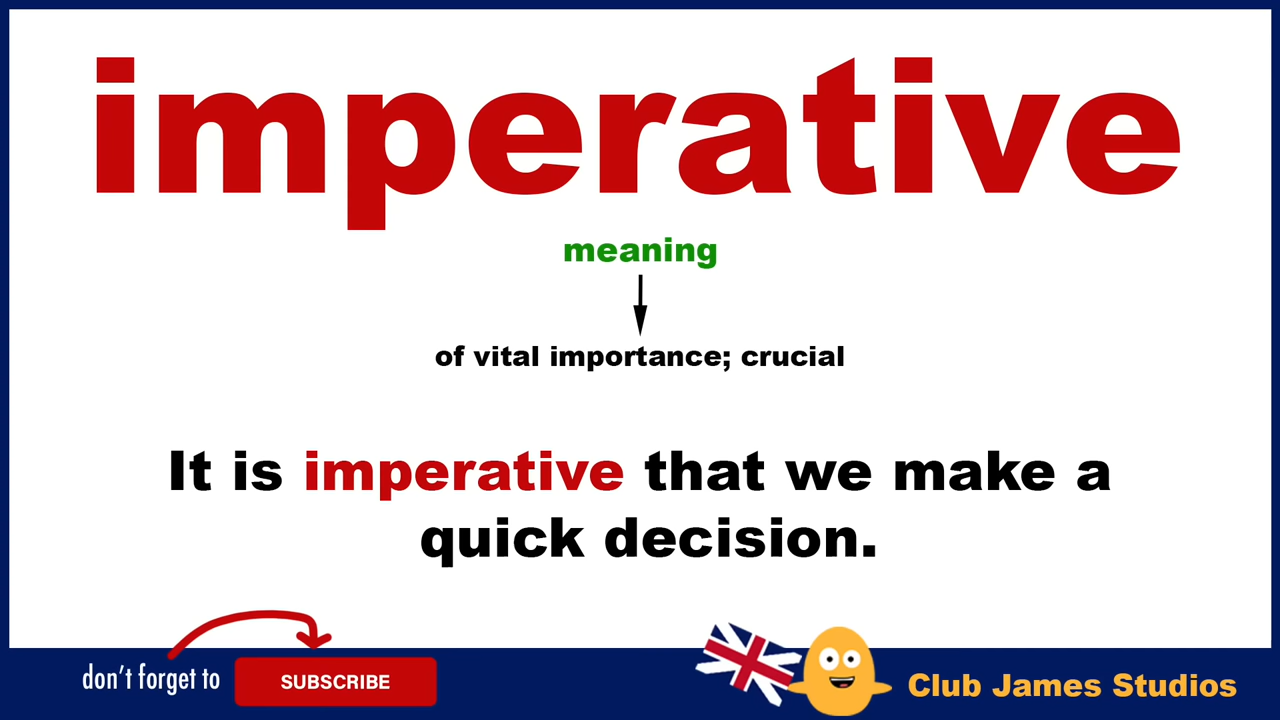 imperative
meaning
of vital importance; crucial
It is imperative that we make a
quick decision.
don't forget to
SUBSCRIBE
Club James Studios